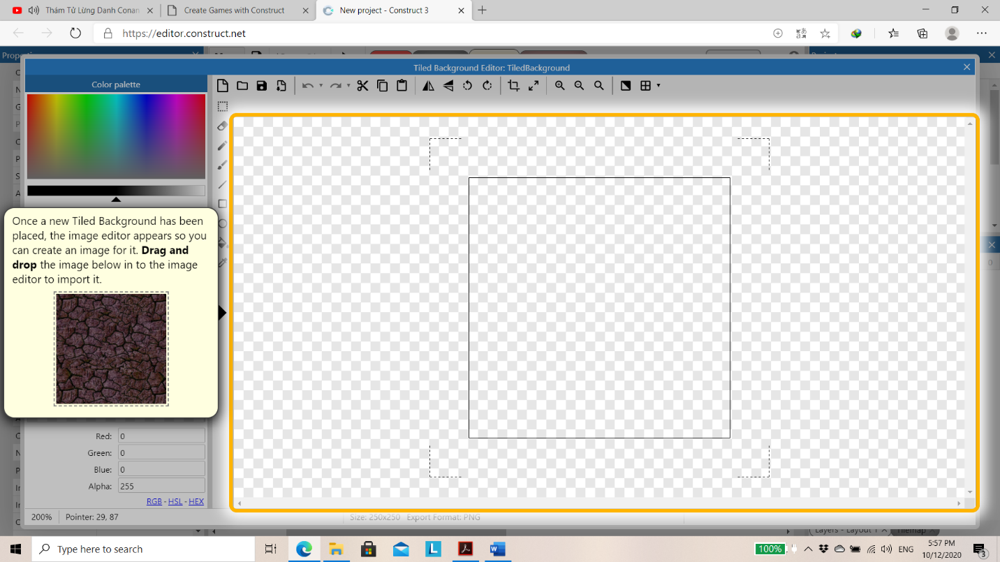 Thám Tử Lừng Danh Conan
Create Games with Construct
New project - Construct 3
https://editor.construct.net
Tiled Background Editor: TiledBackground
Color palette
Once a new Tiled Background has been
placed, the image editor appears so you
can create an image for it. Drag and
drop the image below in to the image
editor to import it.
Red: 0
Green: 0
Blue: 0
Alpha: 255
RGB - HSL - HEX
200% Pointer: 29, 87 Size: 250x250 Export Format: PNG
Layers - Layout 1 Tilemap
Type here to search
100% ENG
5:57 PM
10/12/2020
3